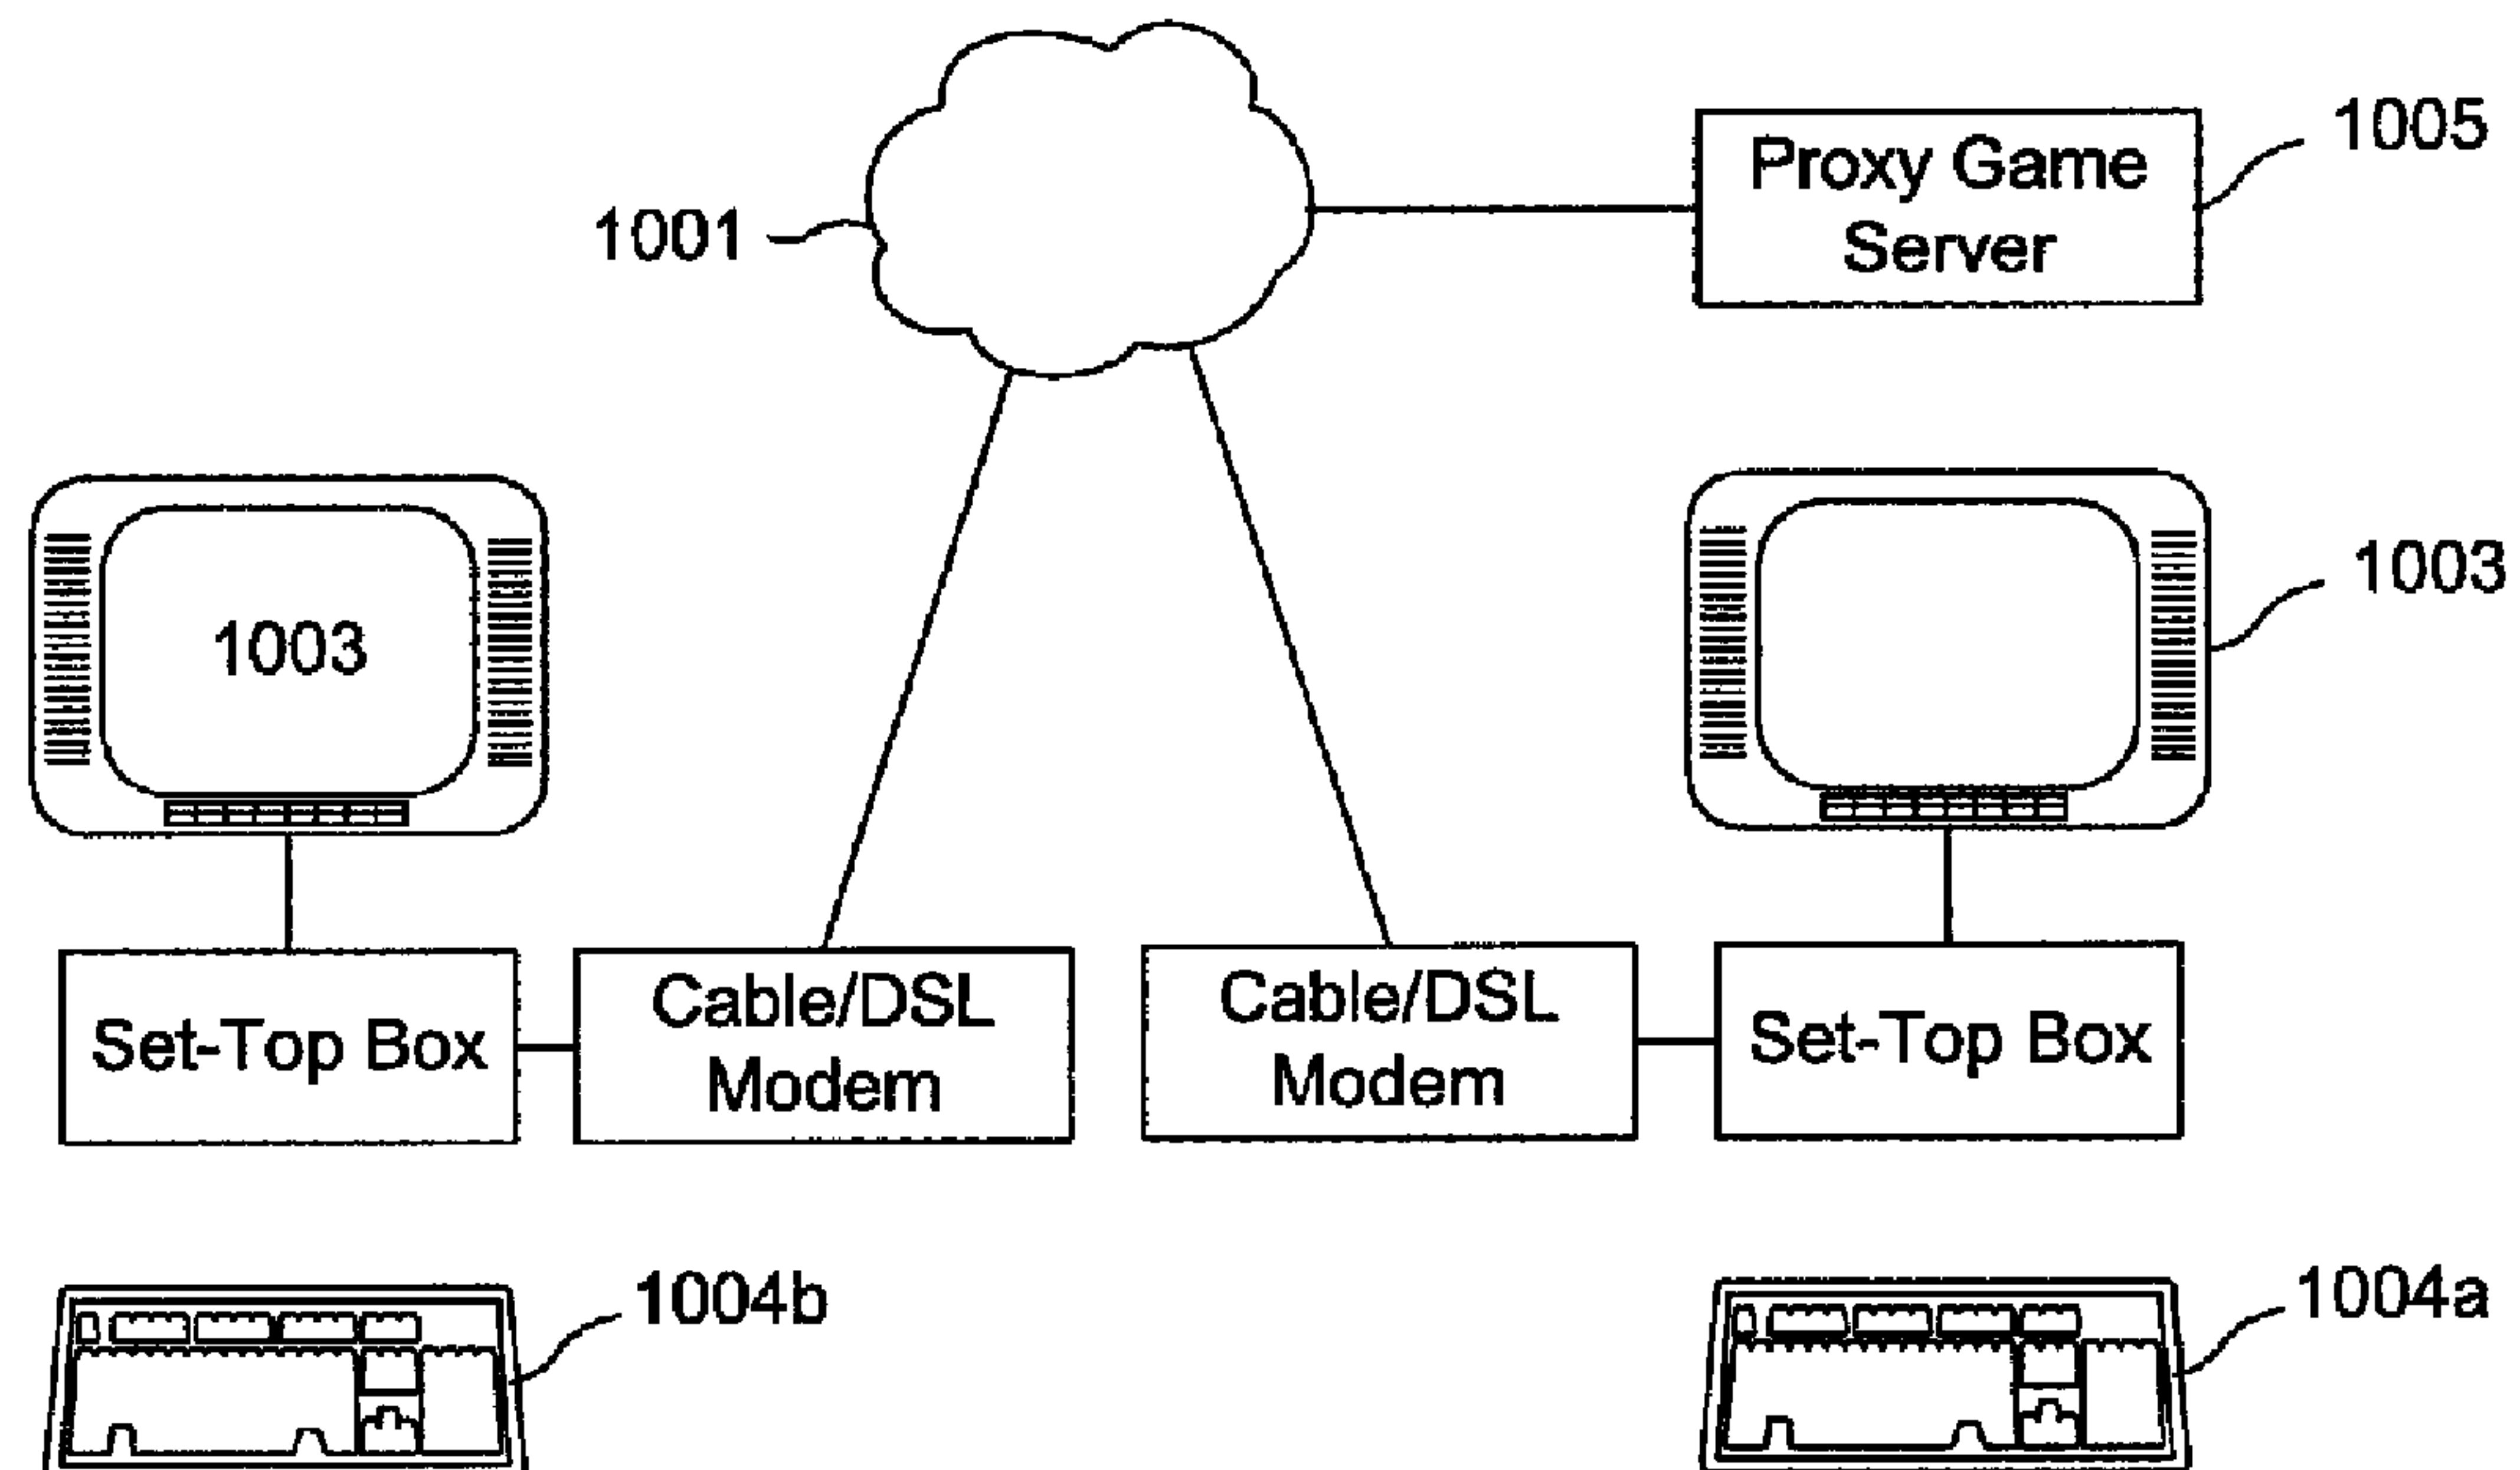 1005
Proxy Game
Server
1001
1003
1003
Cable/DSL
Modem
Cable/DSL
Modem
Set-Top Box
Set-Top Box
1004b
1004a